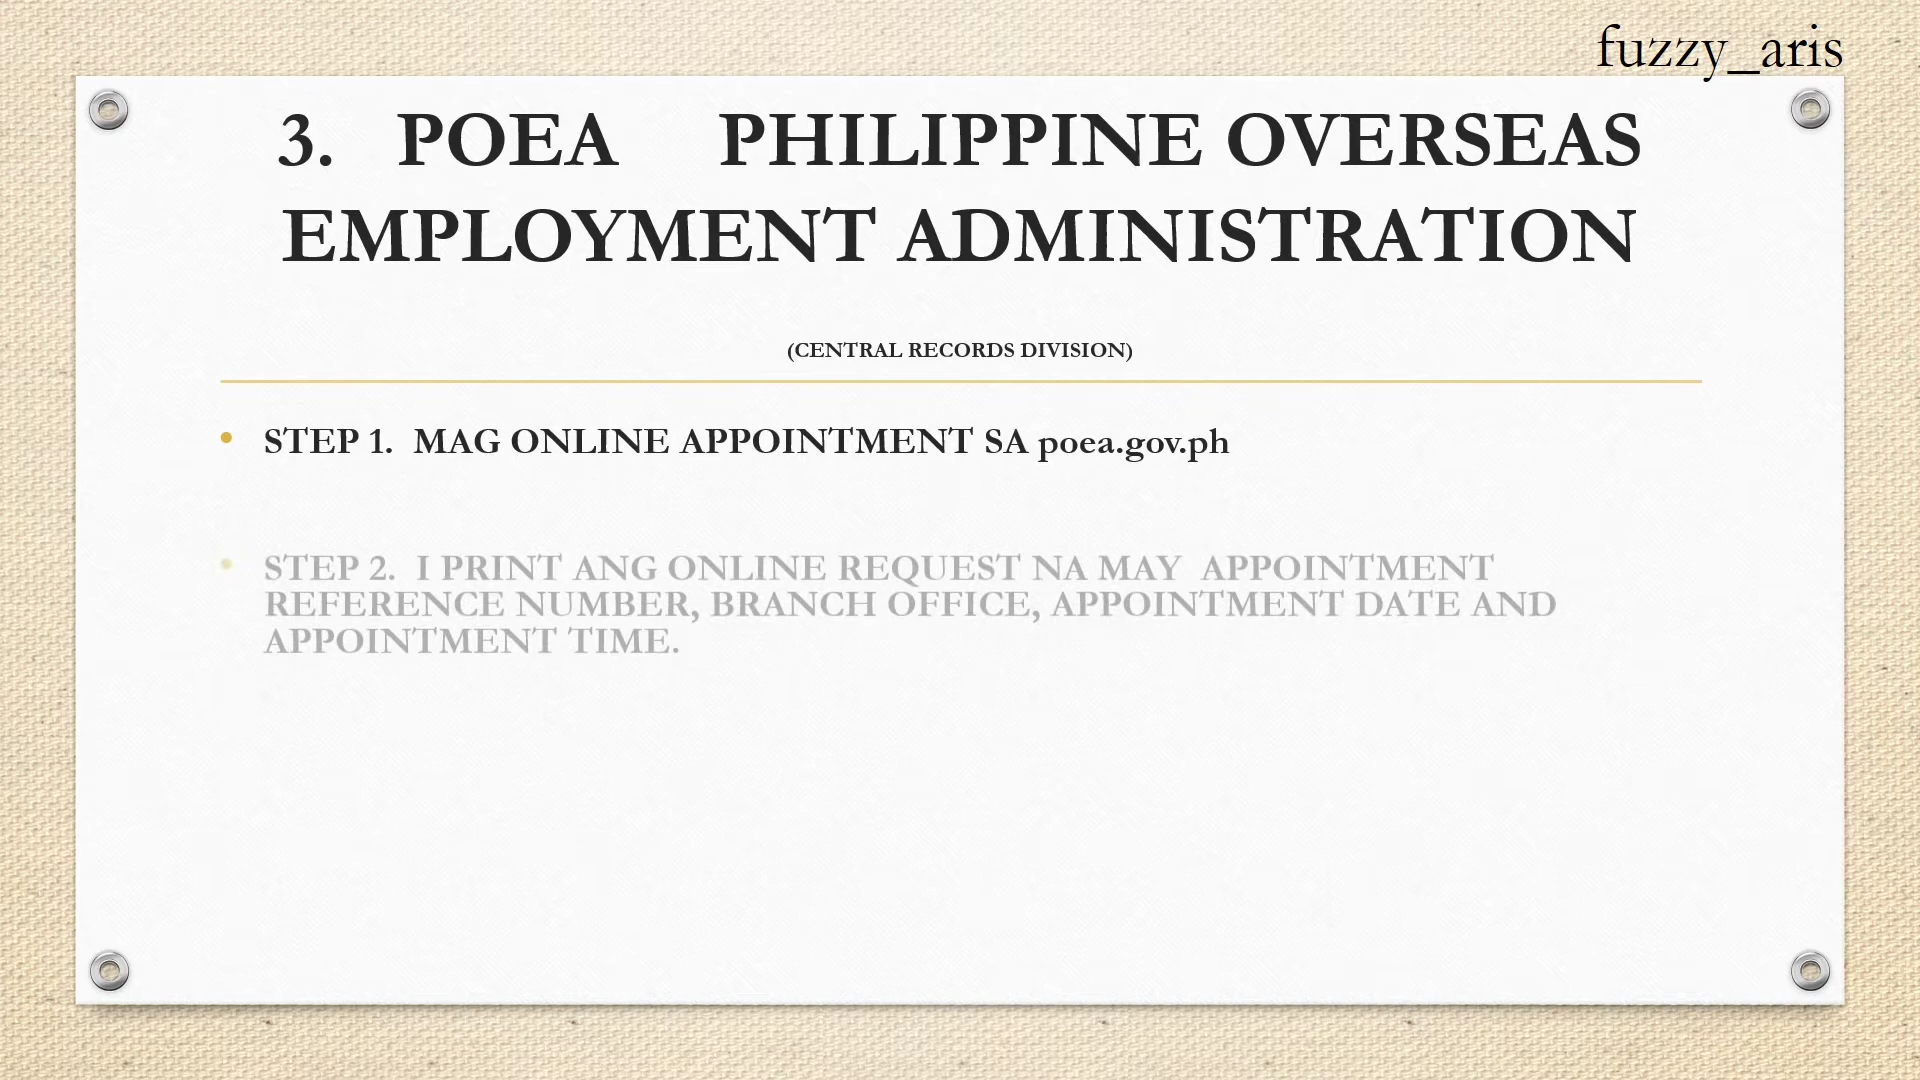 fuzzy_aris
3. POEA PHILIPPINE OVERSEAS
EMPLOYMENT ADMINISTRATION
(CENTRAL RECORDS DIVISION)
• STEP 1. MAG ONLINE APPOINTMENT SA poea.gov.ph
• STEP 2. I PRINT ANG ONLINE REQUEST NA MAY APPOINTMENT
REFERENCE NUMBER, BRANCH OFFICE, APPOINTMENT DATE AND
APPOINTMENT TIME.